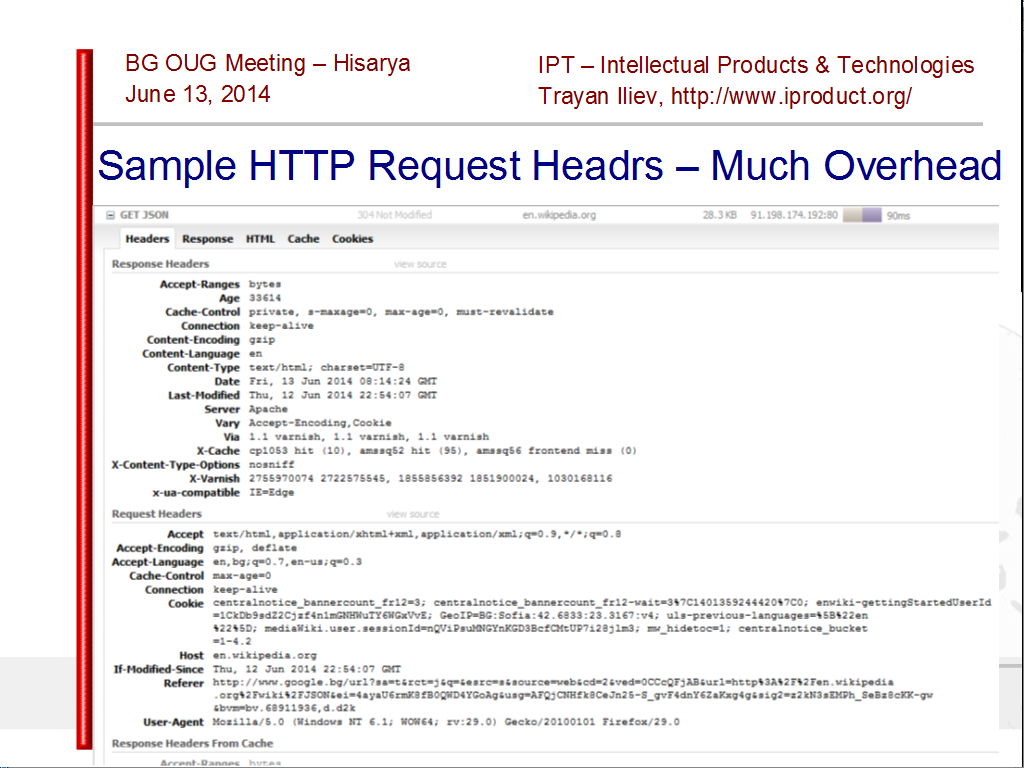 BG OUG Meeting – Hisarya
June 13, 2014
IPT – Intellectual Products & Technologies
Trayan Iliev, http://www.iproduct.org/
Sample HTTP Request Headrs – Much Overhead
GET JSON 304 Not Modified en.wikipedia.org 28.3 KB 91.198.174.192:80 90ms
Headers Response HTML Cache Cookies
Response Headers view source
Accept-Ranges bytes
Age 33614
Cache-Control private, s-maxage=0, max-age=0, must-revalidate
Connection keep-alive
Content-Encoding gzip
Content-Language en
Content-Type text/html; charset=UTF-8
Date Fri, 13 Jun 2014 08:14:24 GMT
Last-Modified Thu, 12 Jun 2014 22:54:07 GMT
Server Apache
Vary Accept-Encoding,Cookie
Via 1.1 varnish, 1.1 varnish, 1.1 varnish
X-Cache cp1053 hit (10), amssq52 hit (95), amssq56 frontend miss (0)
X-Content-Type-Options nosniff
X-Varnish 2755970074 2722575545, 1855856392 1851900024, 1030168116
x-ua-compatible IE=Edge
Request Headers view source
Accept text/html,application/xhtml+xml,application/xml;q=0.9,*/*;q=0.8
Accept-Encoding gzip, deflate
Accept-Language en,bg;q=0.7,en-us;q=0.3
Cache-Control max-age=0
Connection keep-alive
Cookie centralnotice_bannercount_fr12=3; centralnotice_bannercount_fr12-wait=3%7C1401359244420%7C0; enwiki-gettingStartedUserId
=1CkDb9sdZ2Cjzf4nlmGNHWuTY6WGxVvE; GeoIP=BG:Sofia:42.6833:23.3167:v4; uls-previous-languages=%5B%22en
%22%5D; mediaWiki.user.sessionId=nQViPsuMNGYnKGD3BcfCMtUP7i28jlm3; mw_hidetoc=1; centralnotice_bucket
=1-4.2
Host en.wikipedia.org
If-Modified-Since Thu, 12 Jun 2014 22:54:07 GMT
Referer http://www.google.bg/url?sa=t&rct=j&q=&esrc=s&source=web&cd=2&ved=0CCcQFjAB&url=http%3A%2F%2Fen.wikipedia
.org%2Fwiki%2FJSON&ei=4ayaU6rmK8fB0QWD4YGoAg&usg=AFQjCNHfk8CeJn25-S_gvF4dnY6ZaKxg4g&sig2=z2kN3sEMPh_SeBz8cKK-gw
&bvm=bv.68911936,d.d2k
User-Agent Mozilla/5.0 (Windows NT 6.1; WOW64; rv:29.0) Gecko/20100101 Firefox/29.0
Response Headers From Cache
Accept-Ranges bytes